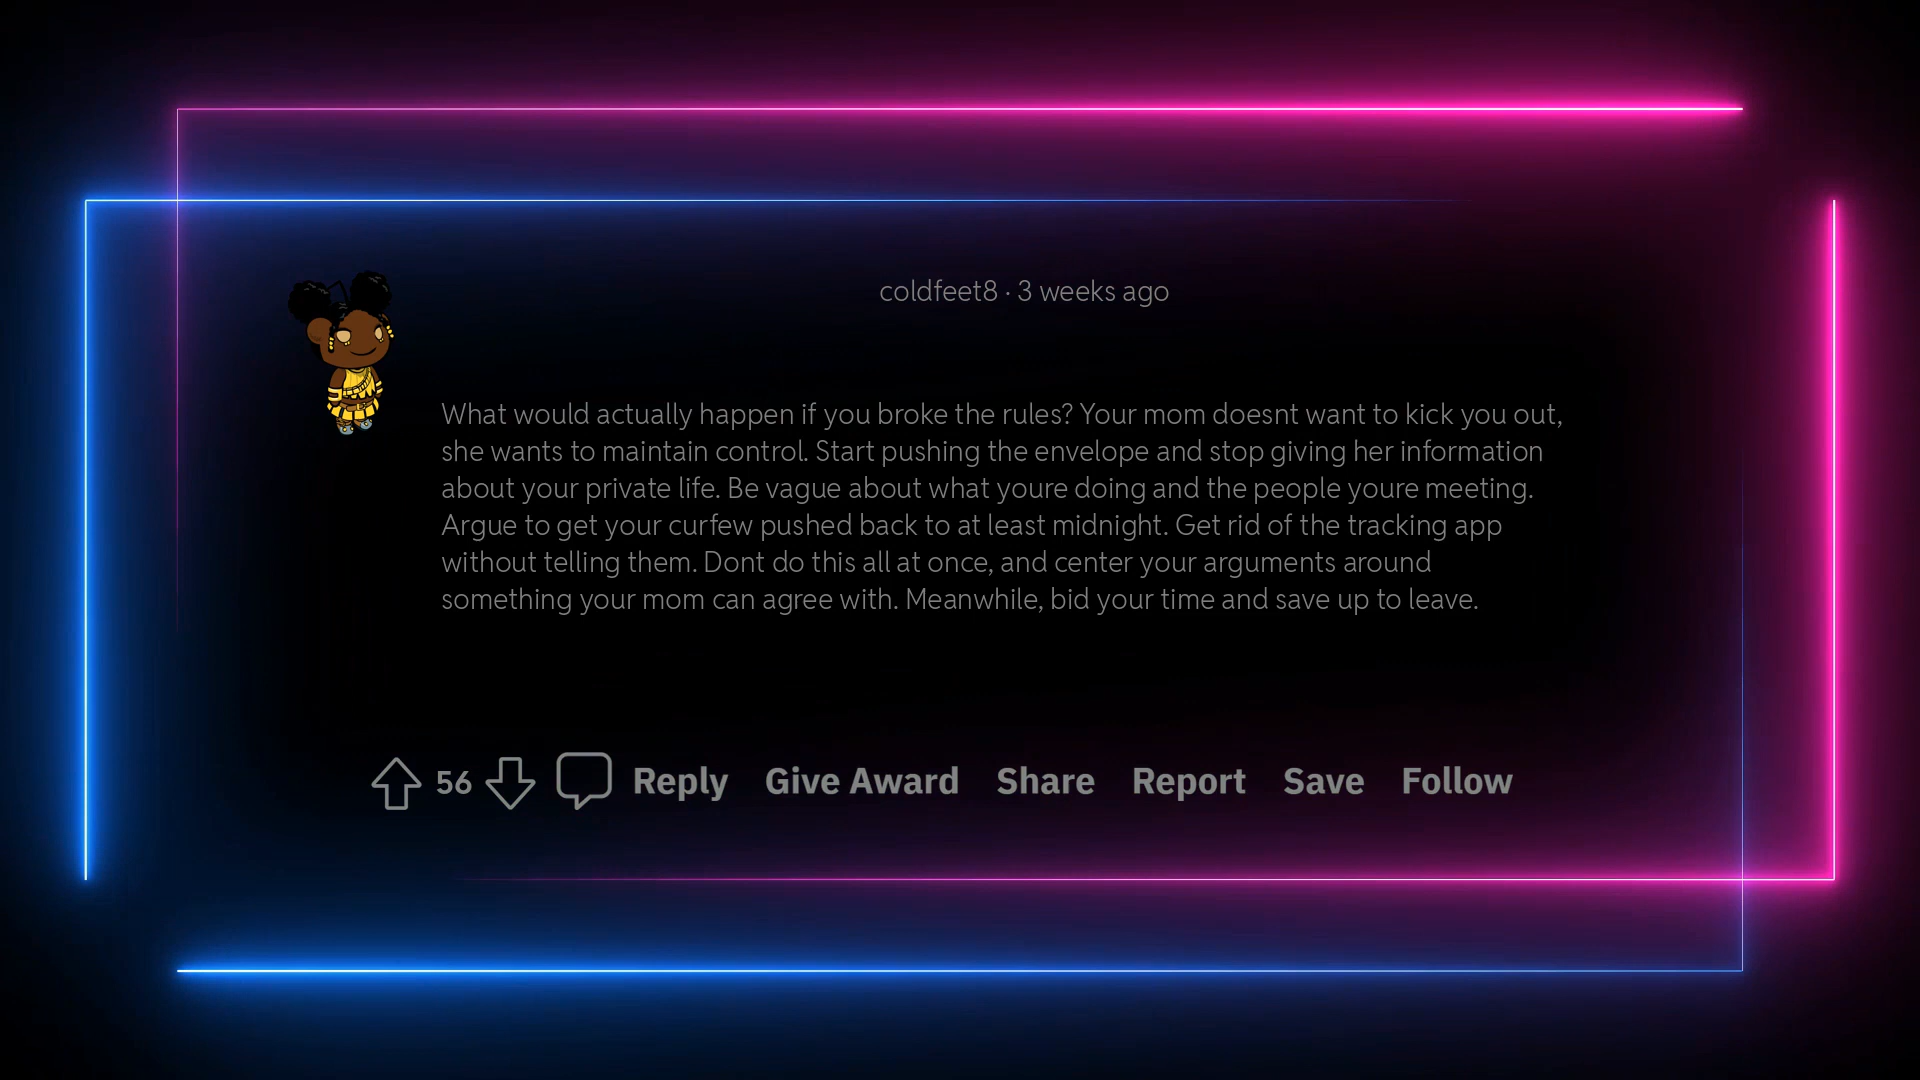 coldfeet8 · 3 weeks ago
What would actually happen if you broke the rules? Your mom doesnt want to kick you out,
she wants to maintain control. Start pushing the envelope and stop giving her information
about your private life. Be vague about what youre doing and the people youre meeting.
Argue to get your curfew pushed back to at least midnight. Get rid of the tracking app
without telling them. Dont do this all at once, and center your arguments around
something your mom can agree with. Meanwhile, bid your time and save up to leave.
56 Reply Give Award Share Report Save Follow